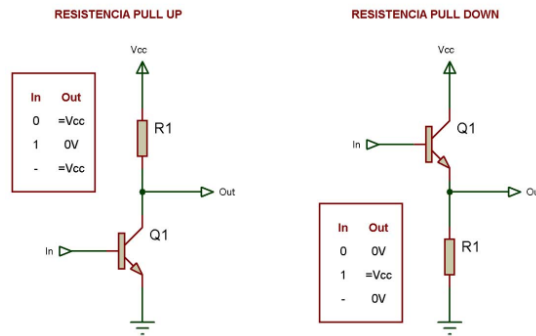 RESISTENCIA PULL UP
Vcc
In Out
0 =Vcc
1 0V
- =Vcc
R1
Out
In
Q1
RESISTENCIA PULL DOWN
Vcc
Q1
In
Ou
R1
In Out
0 0V
1 =Vcc
- 0V